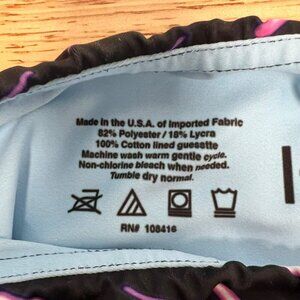 Made in the U.S.A. of Imported Fabric
82% Polyester / 18% Lycra
100% Cotton lined guesette
Machine wash warm gentle cycle.
Non-chlorine bleach when needed.
Tumble dry normal.
RN# 108416